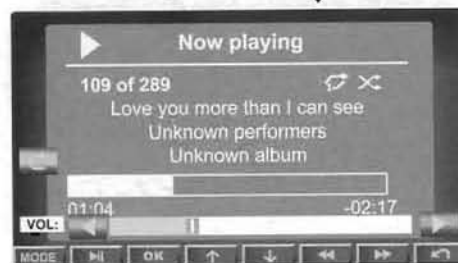 Now playing
109 of 289
Love you more than I can see
Unknown performers
Unknown album
01:04 -02:17
VOL:
MODE OK